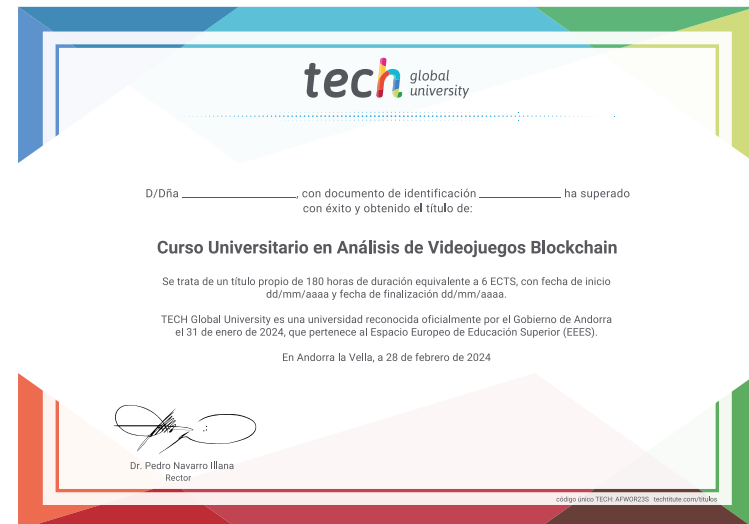 tech global
university
D/Dña ____________________, con documento de identificación ____________ ha superado
con éxito y obtenido el título de:
Curso Universitario en Análisis de Videojuegos Blockchain
Se trata de un título propio de 180 horas de duración equivalente a 6 ECTS, con fecha de inicio
dd/mm/aaaa y fecha de finalización dd/mm/aaaa.
TECH Global University es una universidad reconocida oficialmente por el Gobierno de Andorra
el 31 de enero de 2024, que pertenece al Espacio Europeo de Educación Superior (EEES).
En Andorra la Vella, a 28 de febrero de 2024
Dr. Pedro Navarro Illana
Rector
código único TECH: AFWOR23S techtitute.com/titulos